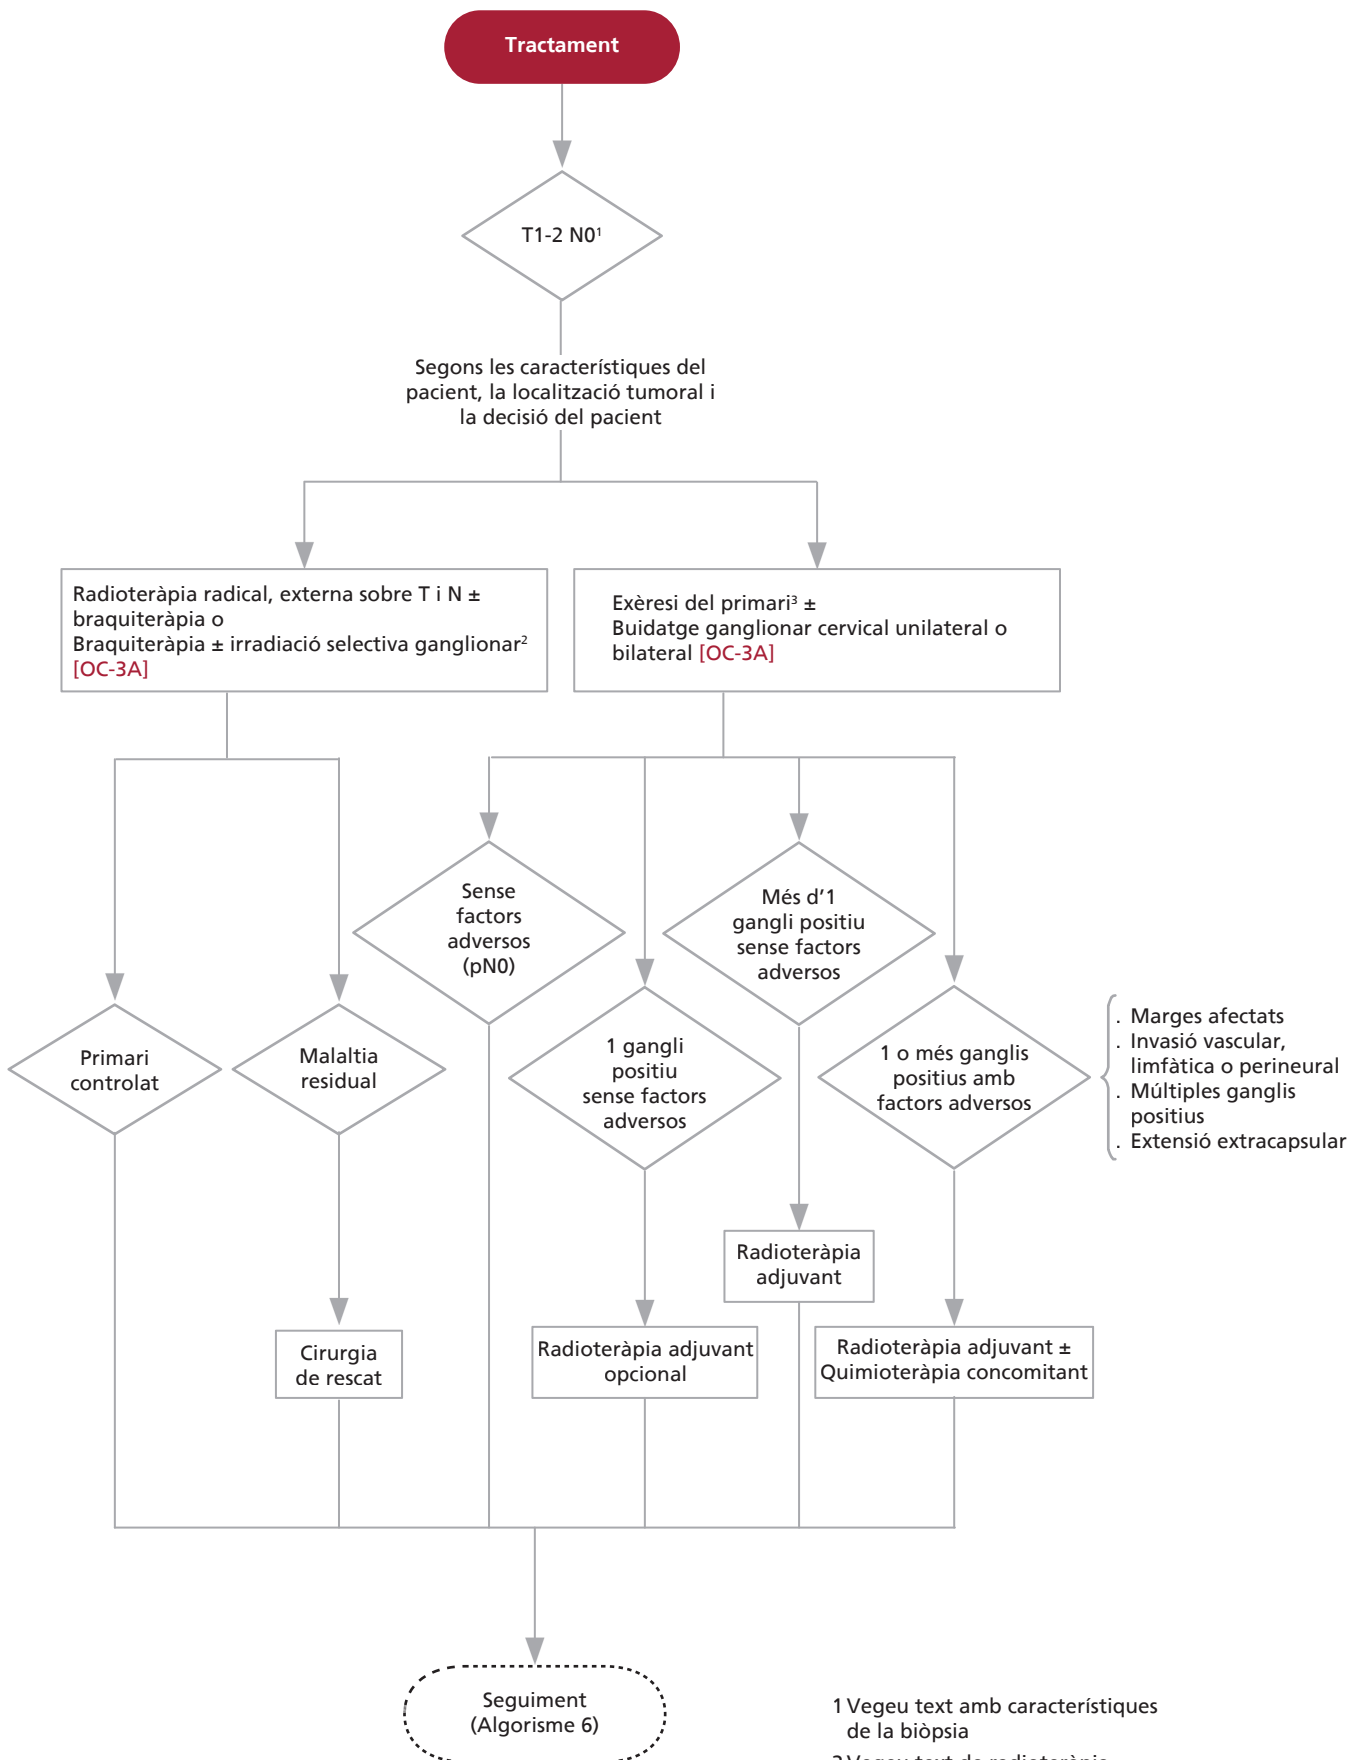 Tractament
T1-2 N0¹
Segons les característiques del
pacient, la localització tumoral i
la decisió del pacient
Radioteràpia radical, externa sobre T i N ±
braquiteràpia o
Braquiteràpia ± irradiació selectiva ganglionar²
[OC-3A]
Exèresi del primari³ ±
Buidatge ganglionar cervical unilateral o
bilateral [OC-3A]
Primari
controlat
Malaltia
residual
Sense
factors
adversos
(pN0)
1 gangli
positiu
sense factors
adversos
Més d'1
gangli positiu
sense factors
adversos
1 o més ganglis
positius amb
factors adversos
. Marges afectats
. Invasió vascular,
limfàtica o perineural
. Múltiples ganglis
positius
. Extensió extracapsular
Cirurgia
de rescat
Radioteràpia adjuvant
opcional
Radioteràpia
adjuvant
Radioteràpia adjuvant ±
Quimioteràpia concomitant
Seguiment
(Algorisme 6)
1 Vegeu text amb característiques
de la biòpsia
2 Vegeu text de radioteràpia